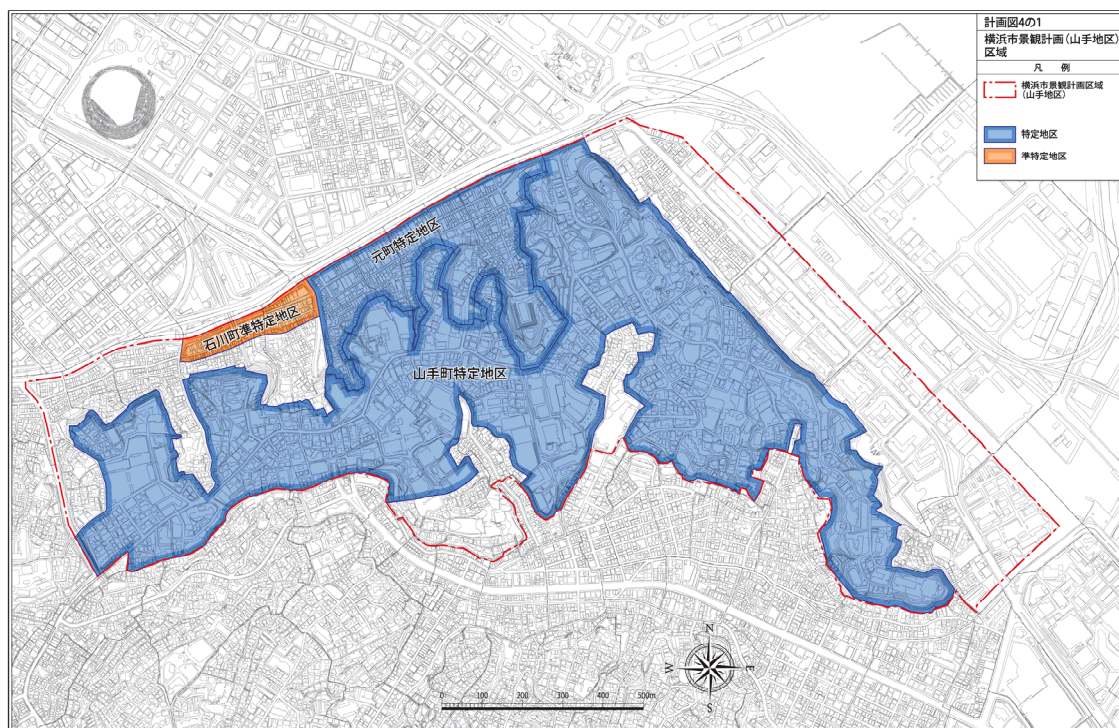 計画図4の1
横浜市景観計画(山手地区)
区域
凡 例
横浜市景観計画区域
(山手地区)
特定地区
準特定地区
元町特定地区
石川町準特定地区
山手町特定地区
N
W
E
S
0 100 200 300 400 500m